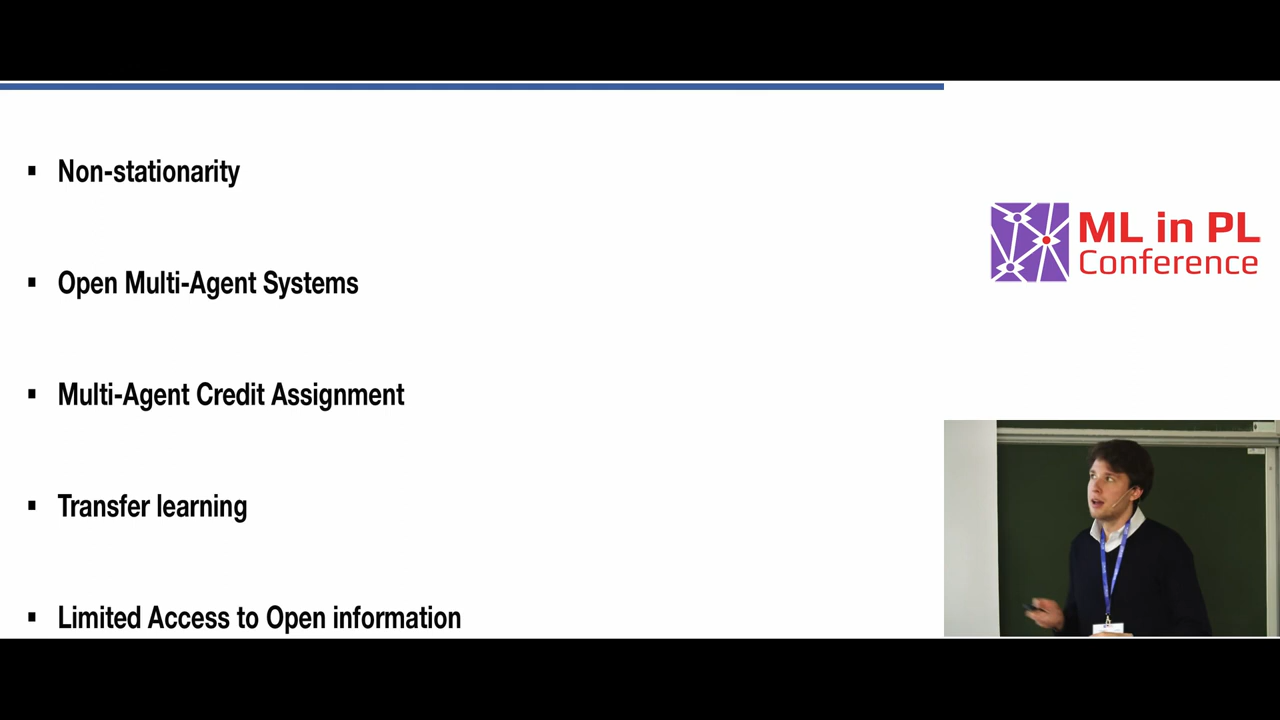 ▪ Non-stationarity
▪ Open Multi-Agent Systems
▪ Multi-Agent Credit Assignment
▪ Transfer learning
▪ Limited Access to Open information
ML in PL
Conference